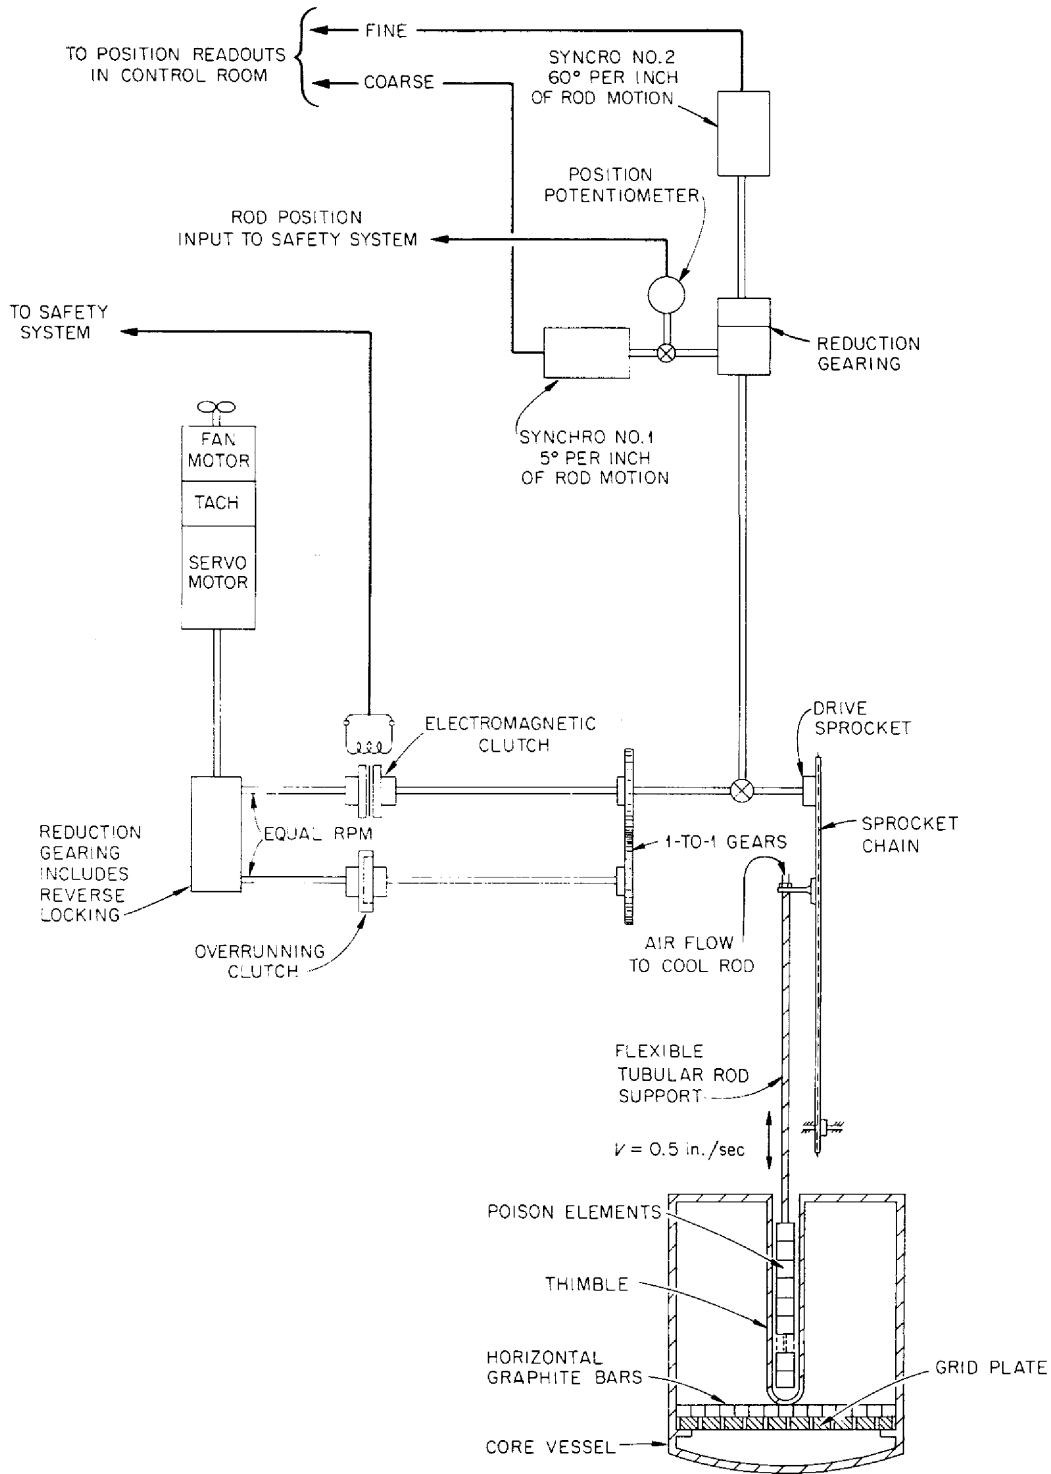 FINE
TO POSITION READOUTS
IN CONTROL ROOM
COARSE
SYNCRO NO.2
60° PER INCH
OF ROD MOTION
POSITION
POTENTIOMETER
ROD POSITION
INPUT TO SAFETY SYSTEM
TO SAFETY
SYSTEM
REDUCTION
GEARING
SYNCHRO NO.1
5° PER INCH
OF ROD MOTION
FAN
MOTOR
TACH
SERVO
MOTOR
ELECTROMAGNETIC
CLUTCH
DRIVE
SPROCKET
REDUCTION
GEARING
INCLUDES
REVERSE
LOCKING
EQUAL RPM
1-TO-1 GEARS
SPROCKET
CHAIN
OVERRUNNING
CLUTCH
AIR FLOW
TO COOL ROD
FLEXIBLE
TUBULAR ROD
SUPPORT
V = 0.5 in./sec
POISON ELEMENTS
THIMBLE
HORIZONTAL
GRAPHITE BARS
GRID PLATE
CORE VESSEL